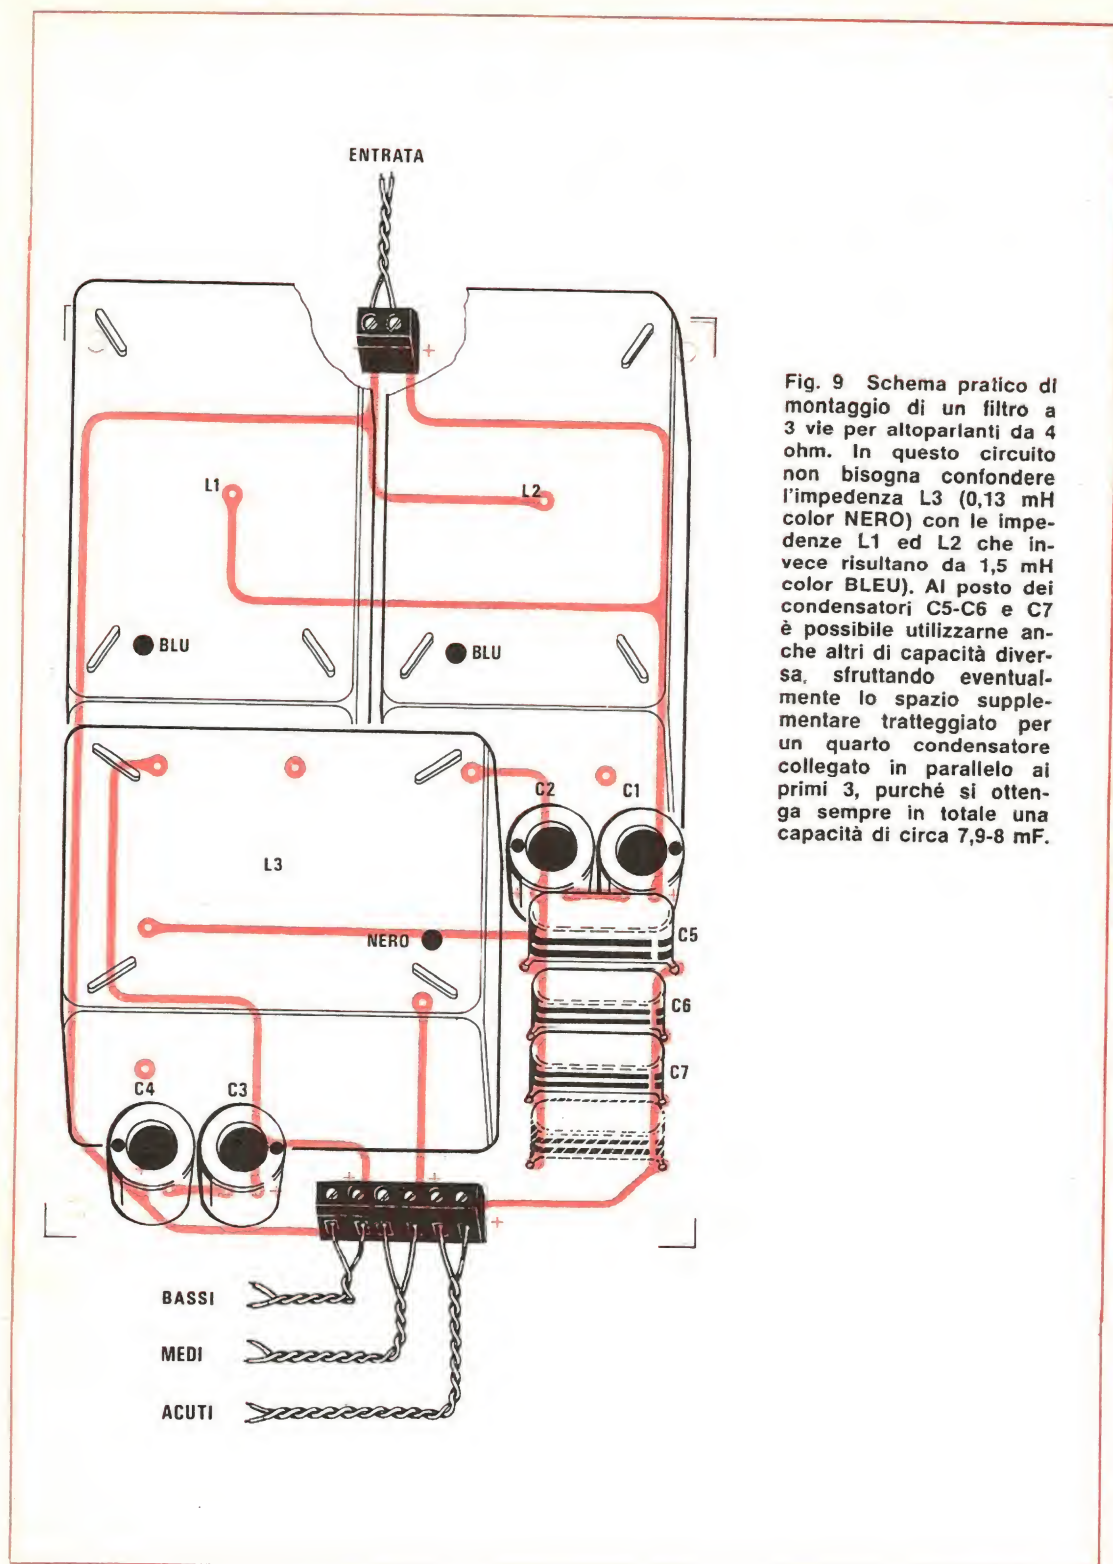 ENTRATA
+
L1
L2
BLU
BLU
C2
C1
L3
+
NERO
C5
C6
C7
C4
C3
+
+
+
+
BASSI
MEDI
ACUTI
Fig. 9 Schema pratico di
montaggio di un filtro a
3 vie per altoparlanti da 4
ohm. In questo circuito
non bisogna confondere
l'impedenza L3 (0,13 mH
color NERO) con le impe-
denze L1 ed L2 che in-
vece risultano da 1,5 mH
color BLEU). Al posto dei
condensatori C5-C6 e C7
è possibile utilizzarne an-
che altri di capacità diver-
sa, sfruttando eventual-
mente lo spazio supple-
mentare tratteggiato per
un quarto condensatore
collegato in parallelo ai
primi 3, purché si otten-
ga sempre in totale una
capacità di circa 7,9-8 mF.